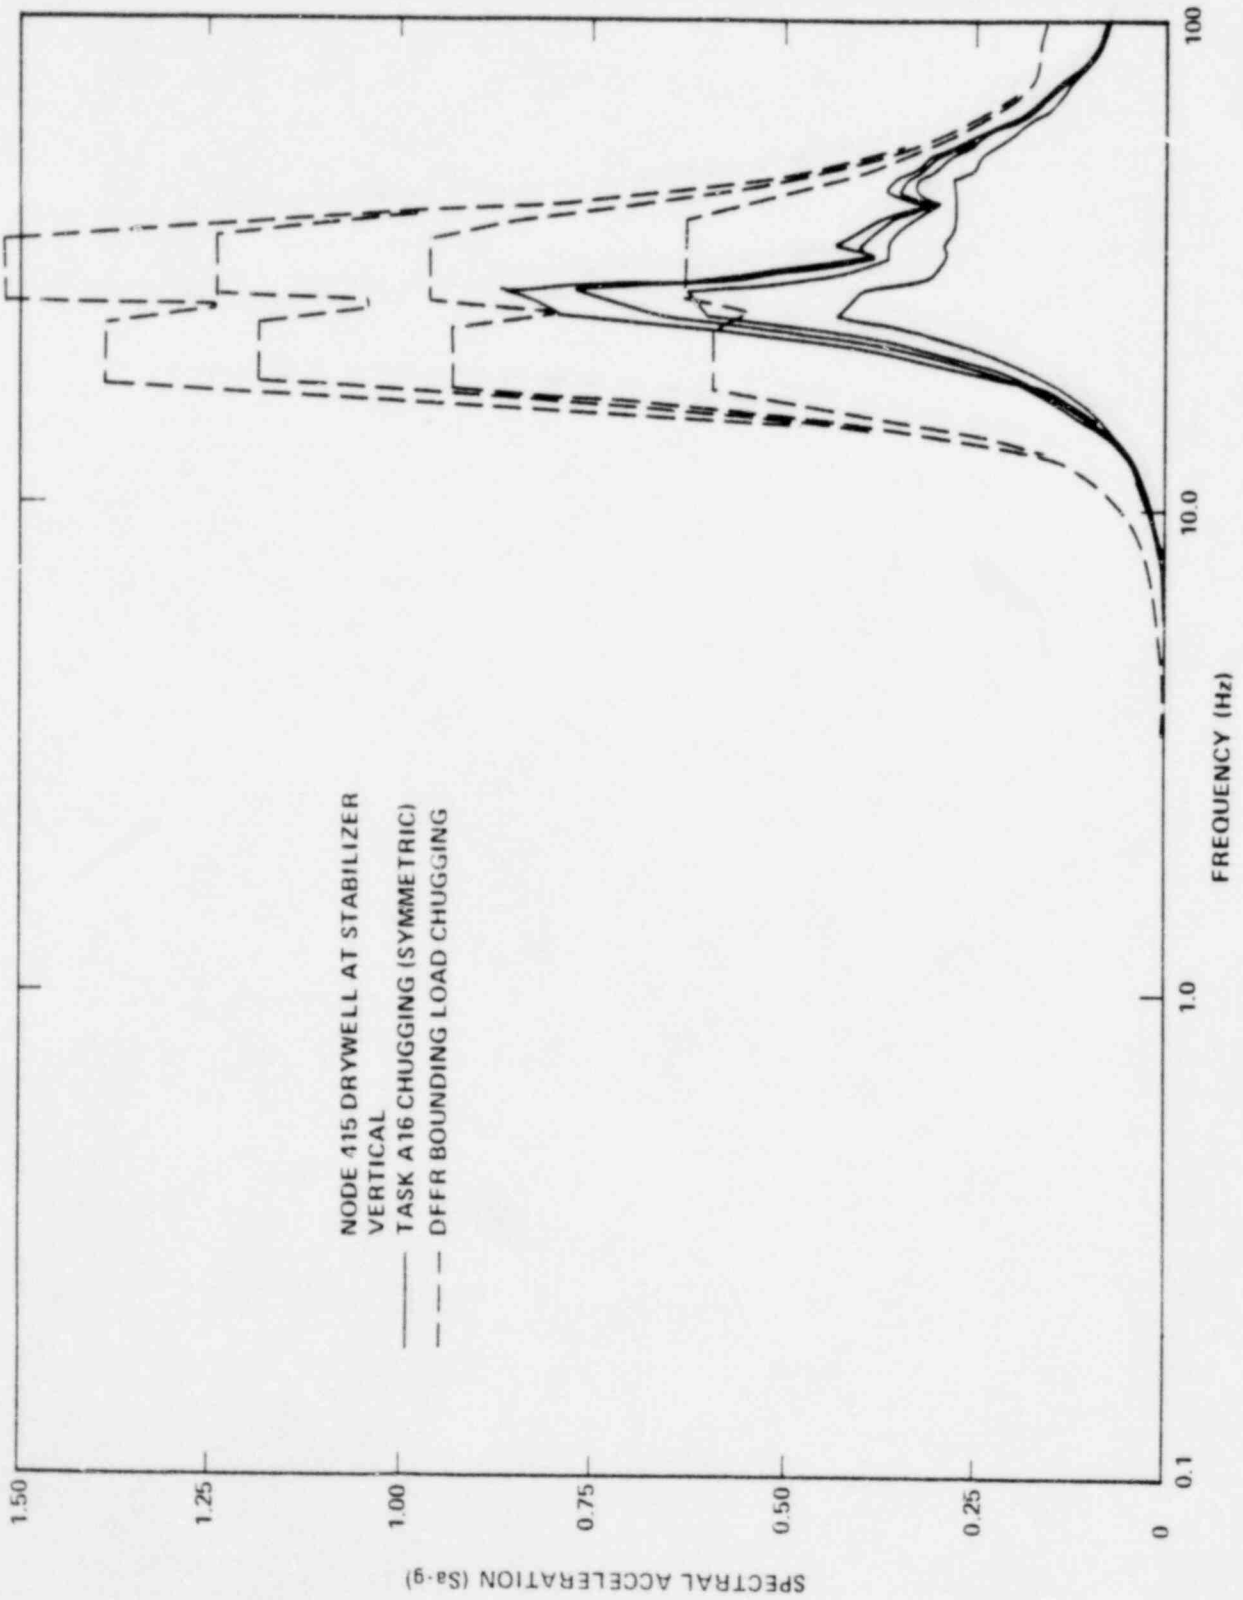 1.50
1.25
1.00
0.75
0.50
0.25
0
SPECTRAL ACCELERATION (Sa-g)
NODE 415 DRYWELL AT STABILIZER
VERTICAL
TASK A16 CHUGGING (SYMMETRIC)
DFFR BOUNDING LOAD CHUGGING
0.1
1.0
10.0
100
FREQUENCY (Hz)